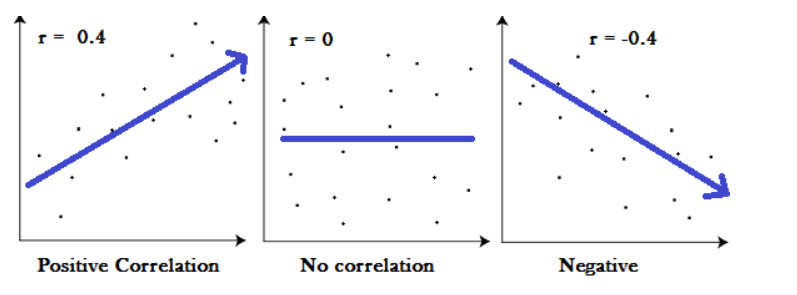 r = 0.4
r = 0
r = -0.4
Positive Correlation
No correlation
Negative